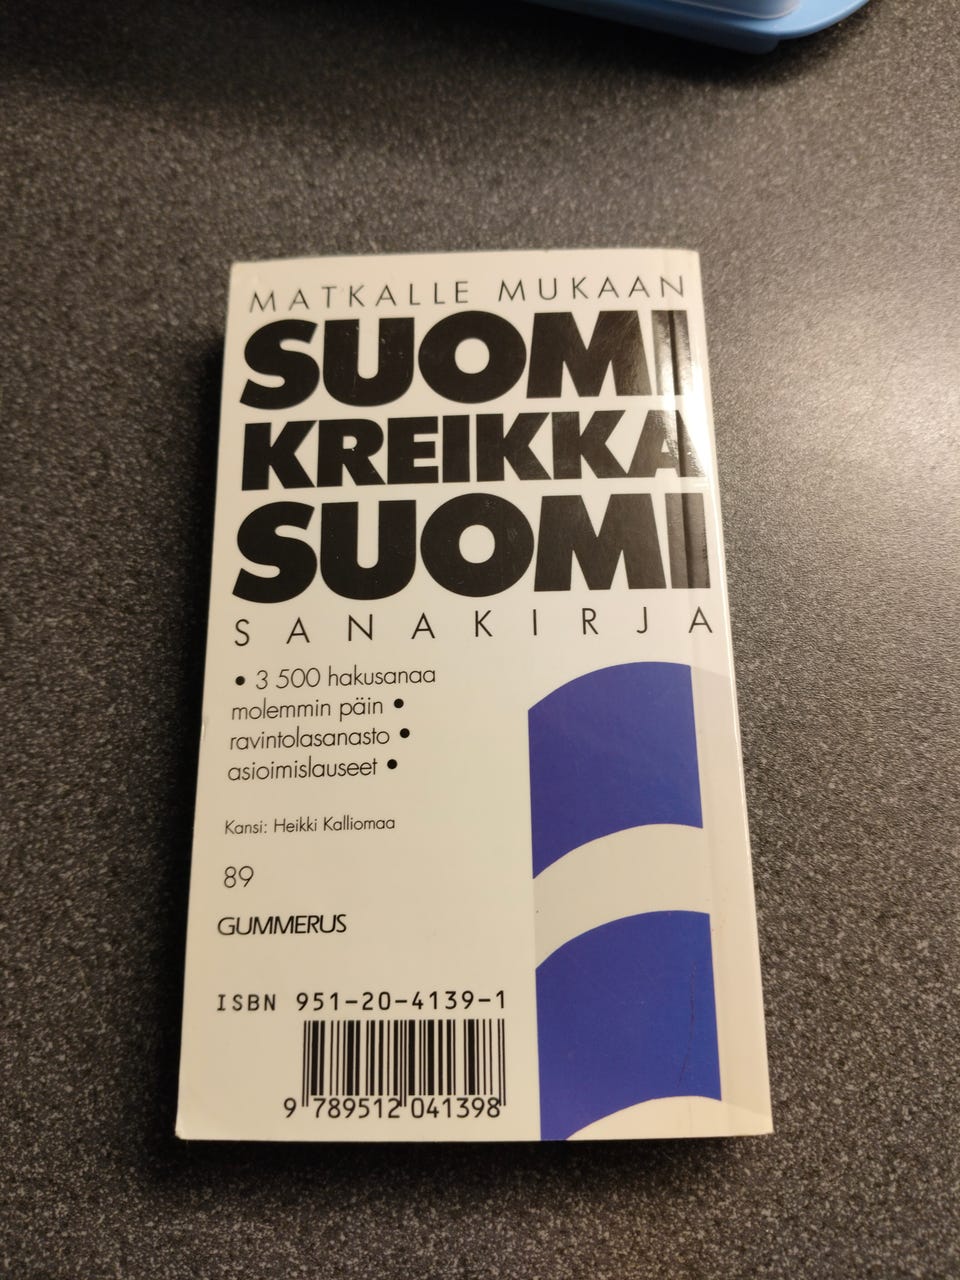 MATKALLE MUKAAN
SUOMI
KREIKKA
SUOMI
SANAKIRJA
• 3 500 hakusanaa
molemmin päin •
ravintolasanasto •
asioimislauseet •
Kansi: Heikki Kalliomaa
89
GUMMERUS
ISBN 951-20-4139-1
9 789512 041398